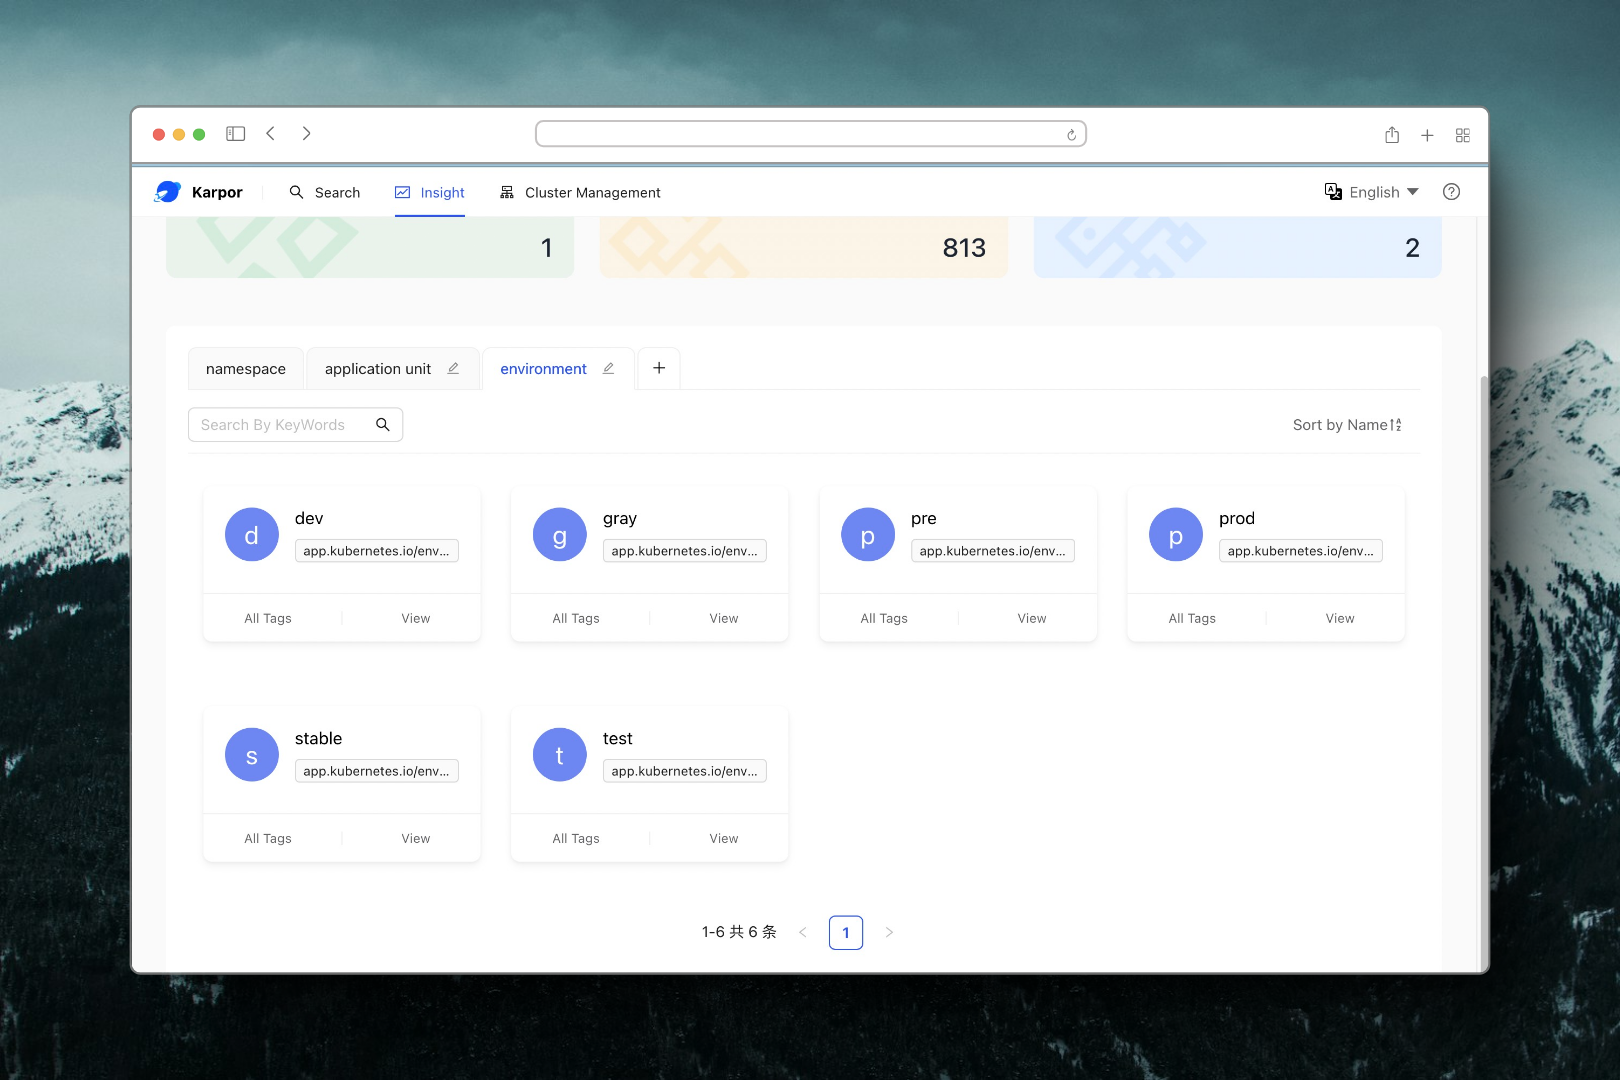 Karpor
Search
Insight
Cluster Management
English
1
813
2
namespace
application unit
environment
+
Search By KeyWords
Sort by Name
d
dev
app.kubernetes.io/env...
All Tags
View
g
gray
app.kubernetes.io/env...
All Tags
View
p
pre
app.kubernetes.io/env...
All Tags
View
p
prod
app.kubernetes.io/env...
All Tags
View
s
stable
app.kubernetes.io/env...
All Tags
View
t
test
app.kubernetes.io/env...
All Tags
View
1-6 共 6 条
1